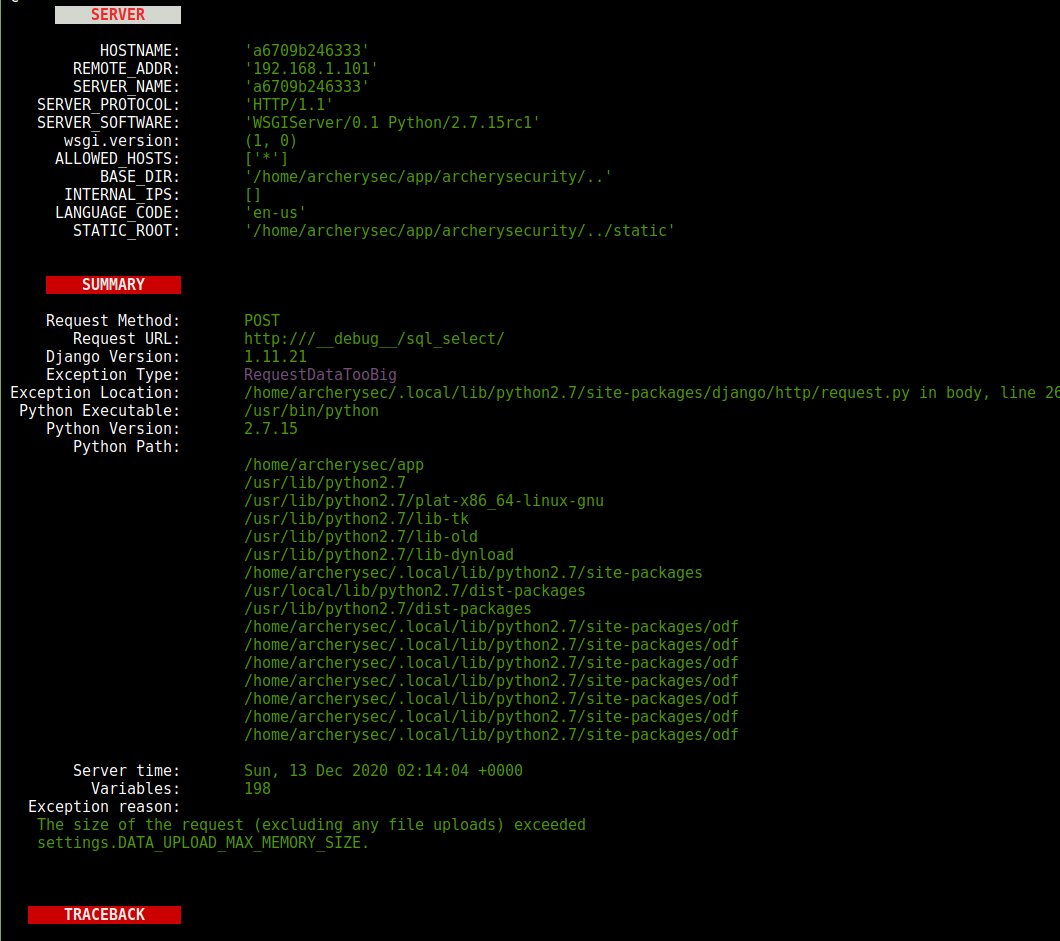 SERVER
HOSTNAME: 'a6709b246333'
REMOTE_ADDR: '192.168.1.101'
SERVER_NAME: 'a6709b246333'
SERVER_PROTOCOL: 'HTTP/1.1'
SERVER_SOFTWARE: 'WSGIServer/0.1 Python/2.7.15rc1'
wsgi.version: (1, 0)
ALLOWED_HOSTS: ['*']
BASE_DIR: '/home/archerysec/app/archerysecurity/..'
INTERNAL_IPS: []
LANGUAGE_CODE: 'en-us'
STATIC_ROOT: '/home/archerysec/app/archerysecurity/../static'
SUMMARY
Request Method: POST
Request URL: http:///__debug__/sql_select/
Django Version: 1.11.21
Exception Type: RequestDataTooBig
Exception Location: /home/archerysec/.local/lib/python2.7/site-packages/django/http/request.py in body, line 26
Python Executable: /usr/bin/python
Python Version: 2.7.15
Python Path:
/home/archerysec/app
/usr/lib/python2.7
/usr/lib/python2.7/plat-x86_64-linux-gnu
/usr/lib/python2.7/lib-tk
/usr/lib/python2.7/lib-old
/usr/lib/python2.7/lib-dynload
/home/archerysec/.local/lib/python2.7/site-packages
/usr/local/lib/python2.7/dist-packages
/usr/lib/python2.7/dist-packages
/home/archerysec/.local/lib/python2.7/site-packages/odf
/home/archerysec/.local/lib/python2.7/site-packages/odf
/home/archerysec/.local/lib/python2.7/site-packages/odf
/home/archerysec/.local/lib/python2.7/site-packages/odf
/home/archerysec/.local/lib/python2.7/site-packages/odf
/home/archerysec/.local/lib/python2.7/site-packages/odf
/home/archerysec/.local/lib/python2.7/site-packages/odf
Server time: Sun, 13 Dec 2020 02:14:04 +0000
Variables: 198
Exception reason:
The size of the request (excluding any file uploads) exceeded
settings.DATA_UPLOAD_MAX_MEMORY_SIZE.
TRACEBACK